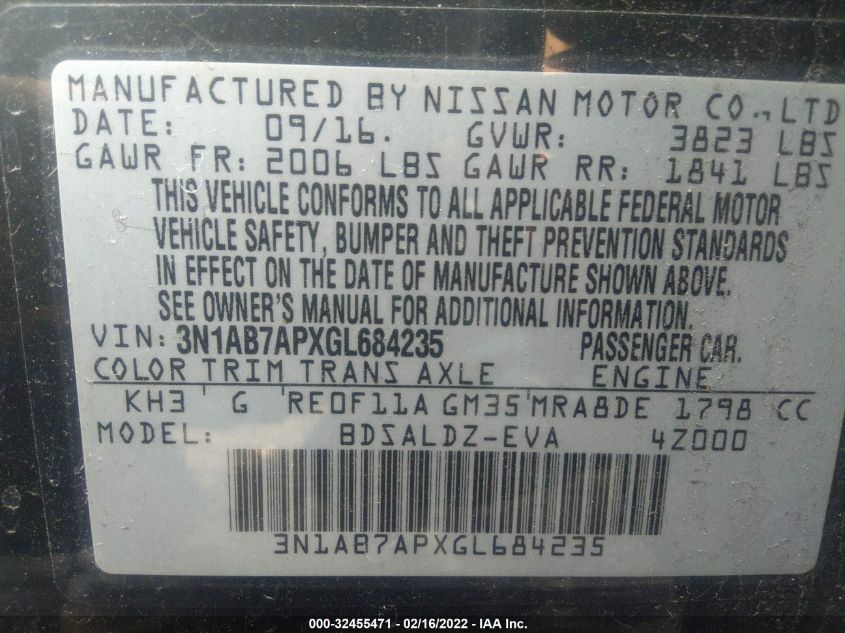 MANUFACTURED BY NISSAN MOTOR CO., LTD
DATE: 09/16. GVWR: 3823 LBS
GAWR FR: 2006 LBS GAWR RR: 1841 LBS
THIS VEHICLE CONFORMS TO ALL APPLICABLE FEDERAL MOTOR
VEHICLE SAFETY, BUMPER AND THEFT PREVENTION STANDARDS
IN EFFECT ON THE DATE OF MANUFACTURE SHOWN ABOVE.
SEE OWNER'S MANUAL FOR ADDITIONAL INFORMATION.
VIN: 3N1AB7APXGL684235 PASSENGER CAR.
COLOR TRIM TRANS AXLE ENGINE
KH3 G RE0F11A GM35 MRA8DE 1798 CC
MODEL: BDSALDZ-EVA 4Z000
3N1AB7APXGL684235
000-32455471 - 02/16/2022 - IAA Inc.